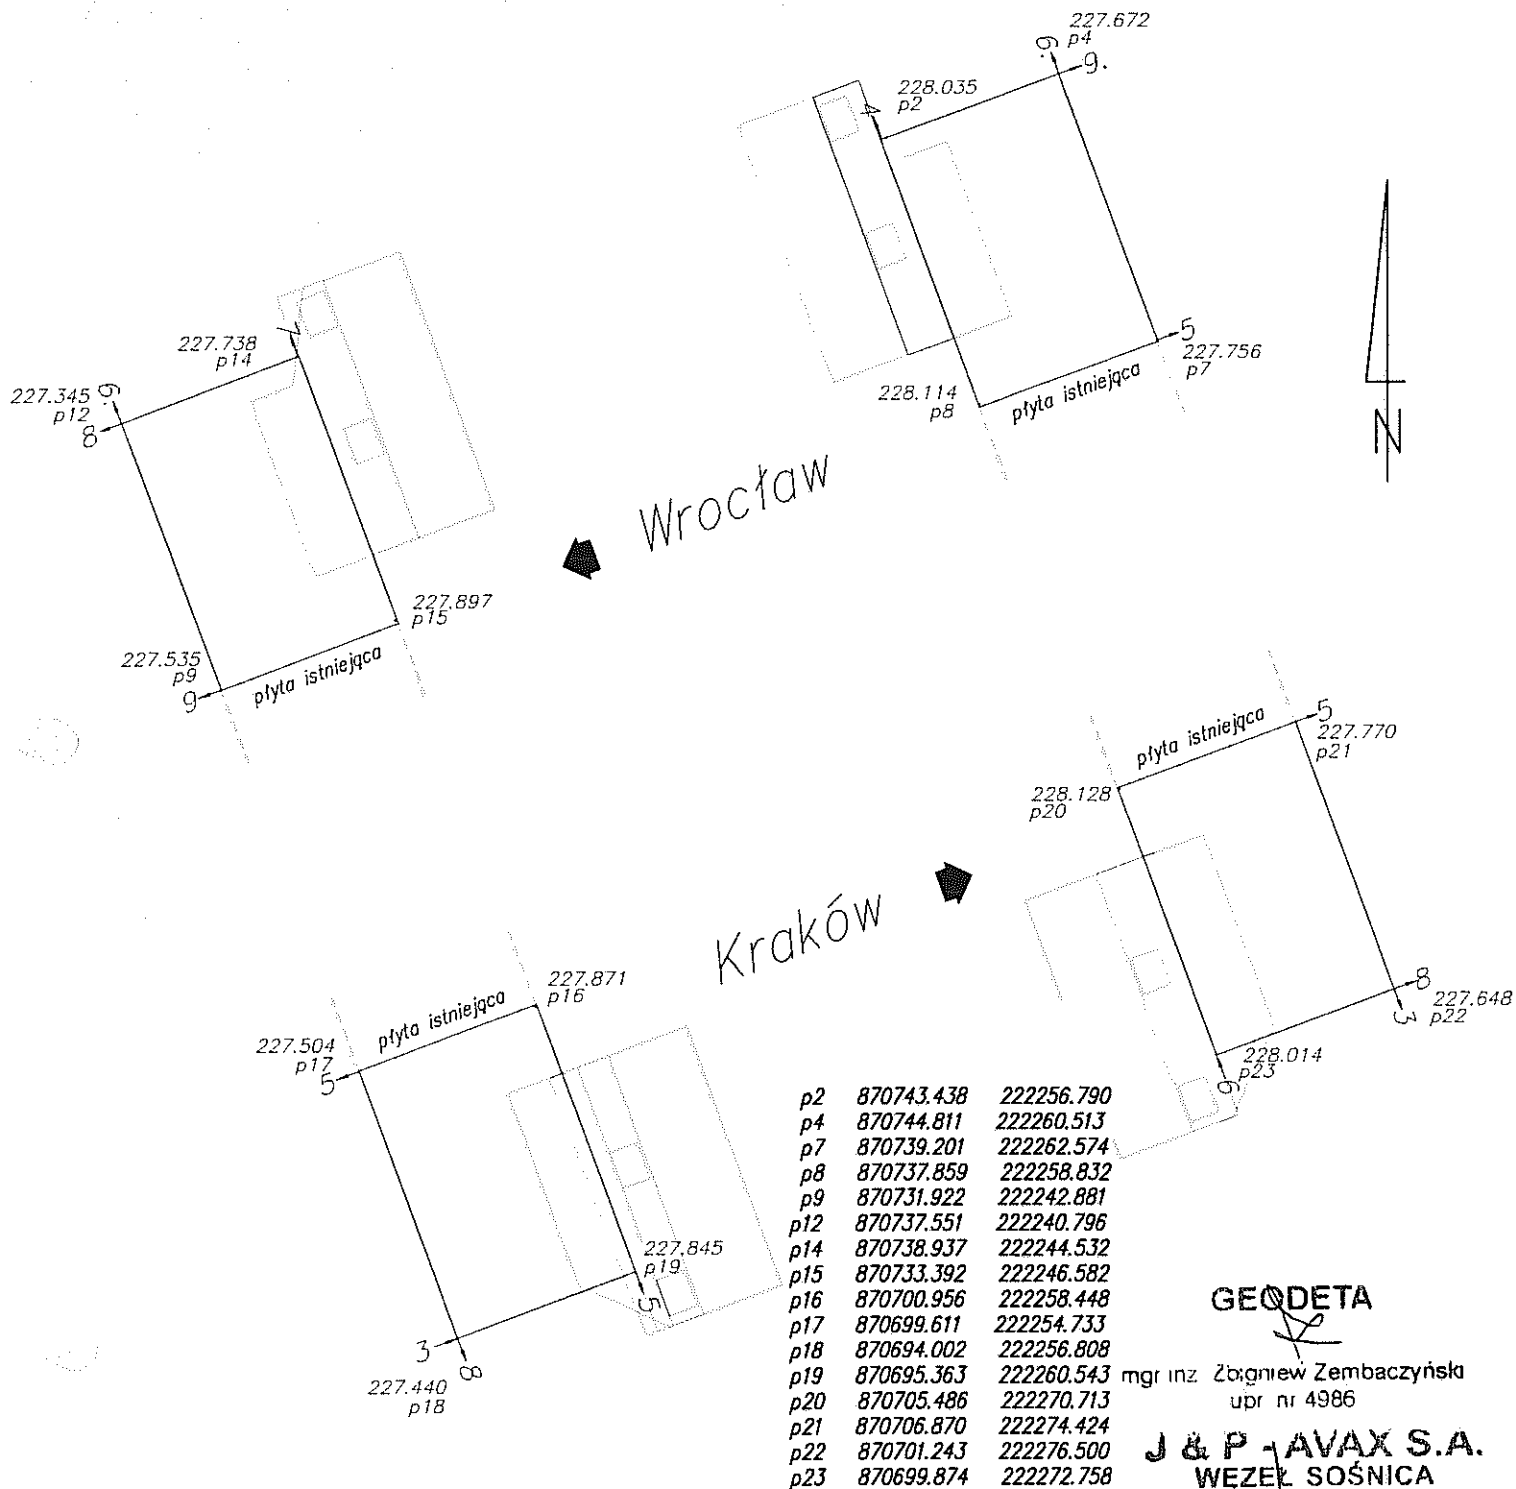 227.672
p4
6.
9.
228.035
p2
4
5
227.756
p7
228.114
p8
płyta istniejąca
N
227.738
p14
7
227.345
p12
6.
8
227.897
p15
227.535
p9
9
płyta istniejąca
Wrocław
płyta istniejąca
5
227.770
p21
228.128
p20
Kraków
8
227.648
p22
3
228.014
p23
6
227.871
p16
płyta istniejąca
227.504
p17
5
227.845
p19
5
3
8
227.440
p18
p2 870743.438 222256.790
p4 870744.811 222260.513
p7 870739.201 222262.574
p8 870737.859 222258.832
p9 870731.922 222242.881
p12 870737.551 222240.796
p14 870738.937 222244.532
p15 870733.392 222246.582
p16 870700.956 222258.448
p17 870699.611 222254.733
p18 870694.002 222256.808
p19 870695.363 222260.543
p20 870705.486 222270.713
p21 870706.870 222274.424
p22 870701.243 222276.500
p23 870699.874 222272.758
GEODETA
mgr inż. Zbigniew Zembaczyński
upr nr 4986
J & P - AVAX S.A.
WĘZEŁ SOŚNICA